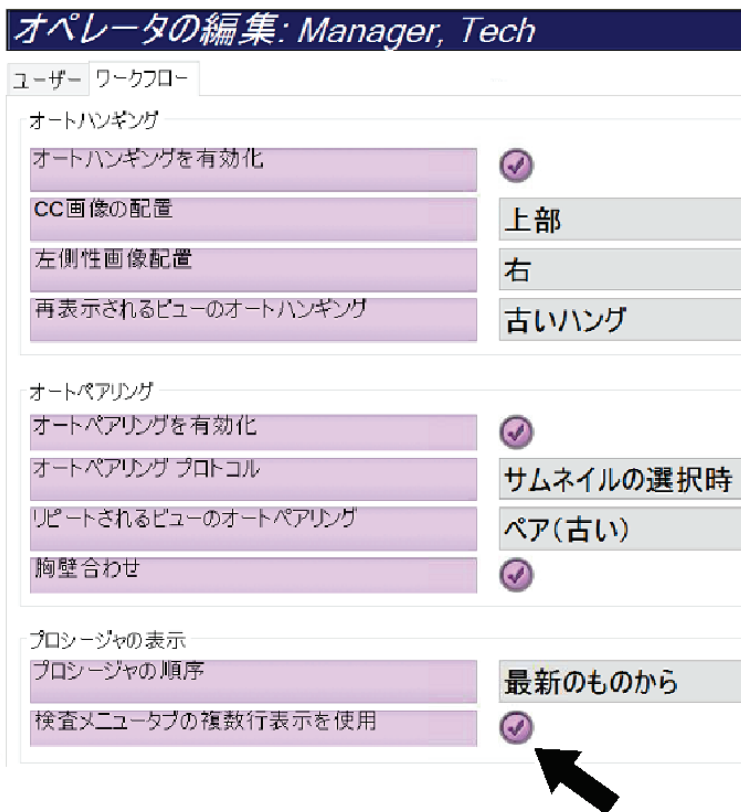 オペレータの編集: Manager, Tech
ユーザー ワークフロー
オートハンギング
オートハンギングを有効化
CC画像の配置 上部
左側性画像配置 右
再表示されるビューのオートハンギング 古いハング
オートペアリング
オートペアリングを有効化
オートペアリング プロトコル サムネイルの選択時
リピートされるビューのオートペアリング ペア(古い)
胸壁合わせ
プロシージャの表示
プロシージャの順序 最新のものから
検査メニュータブの複数行表示を使用